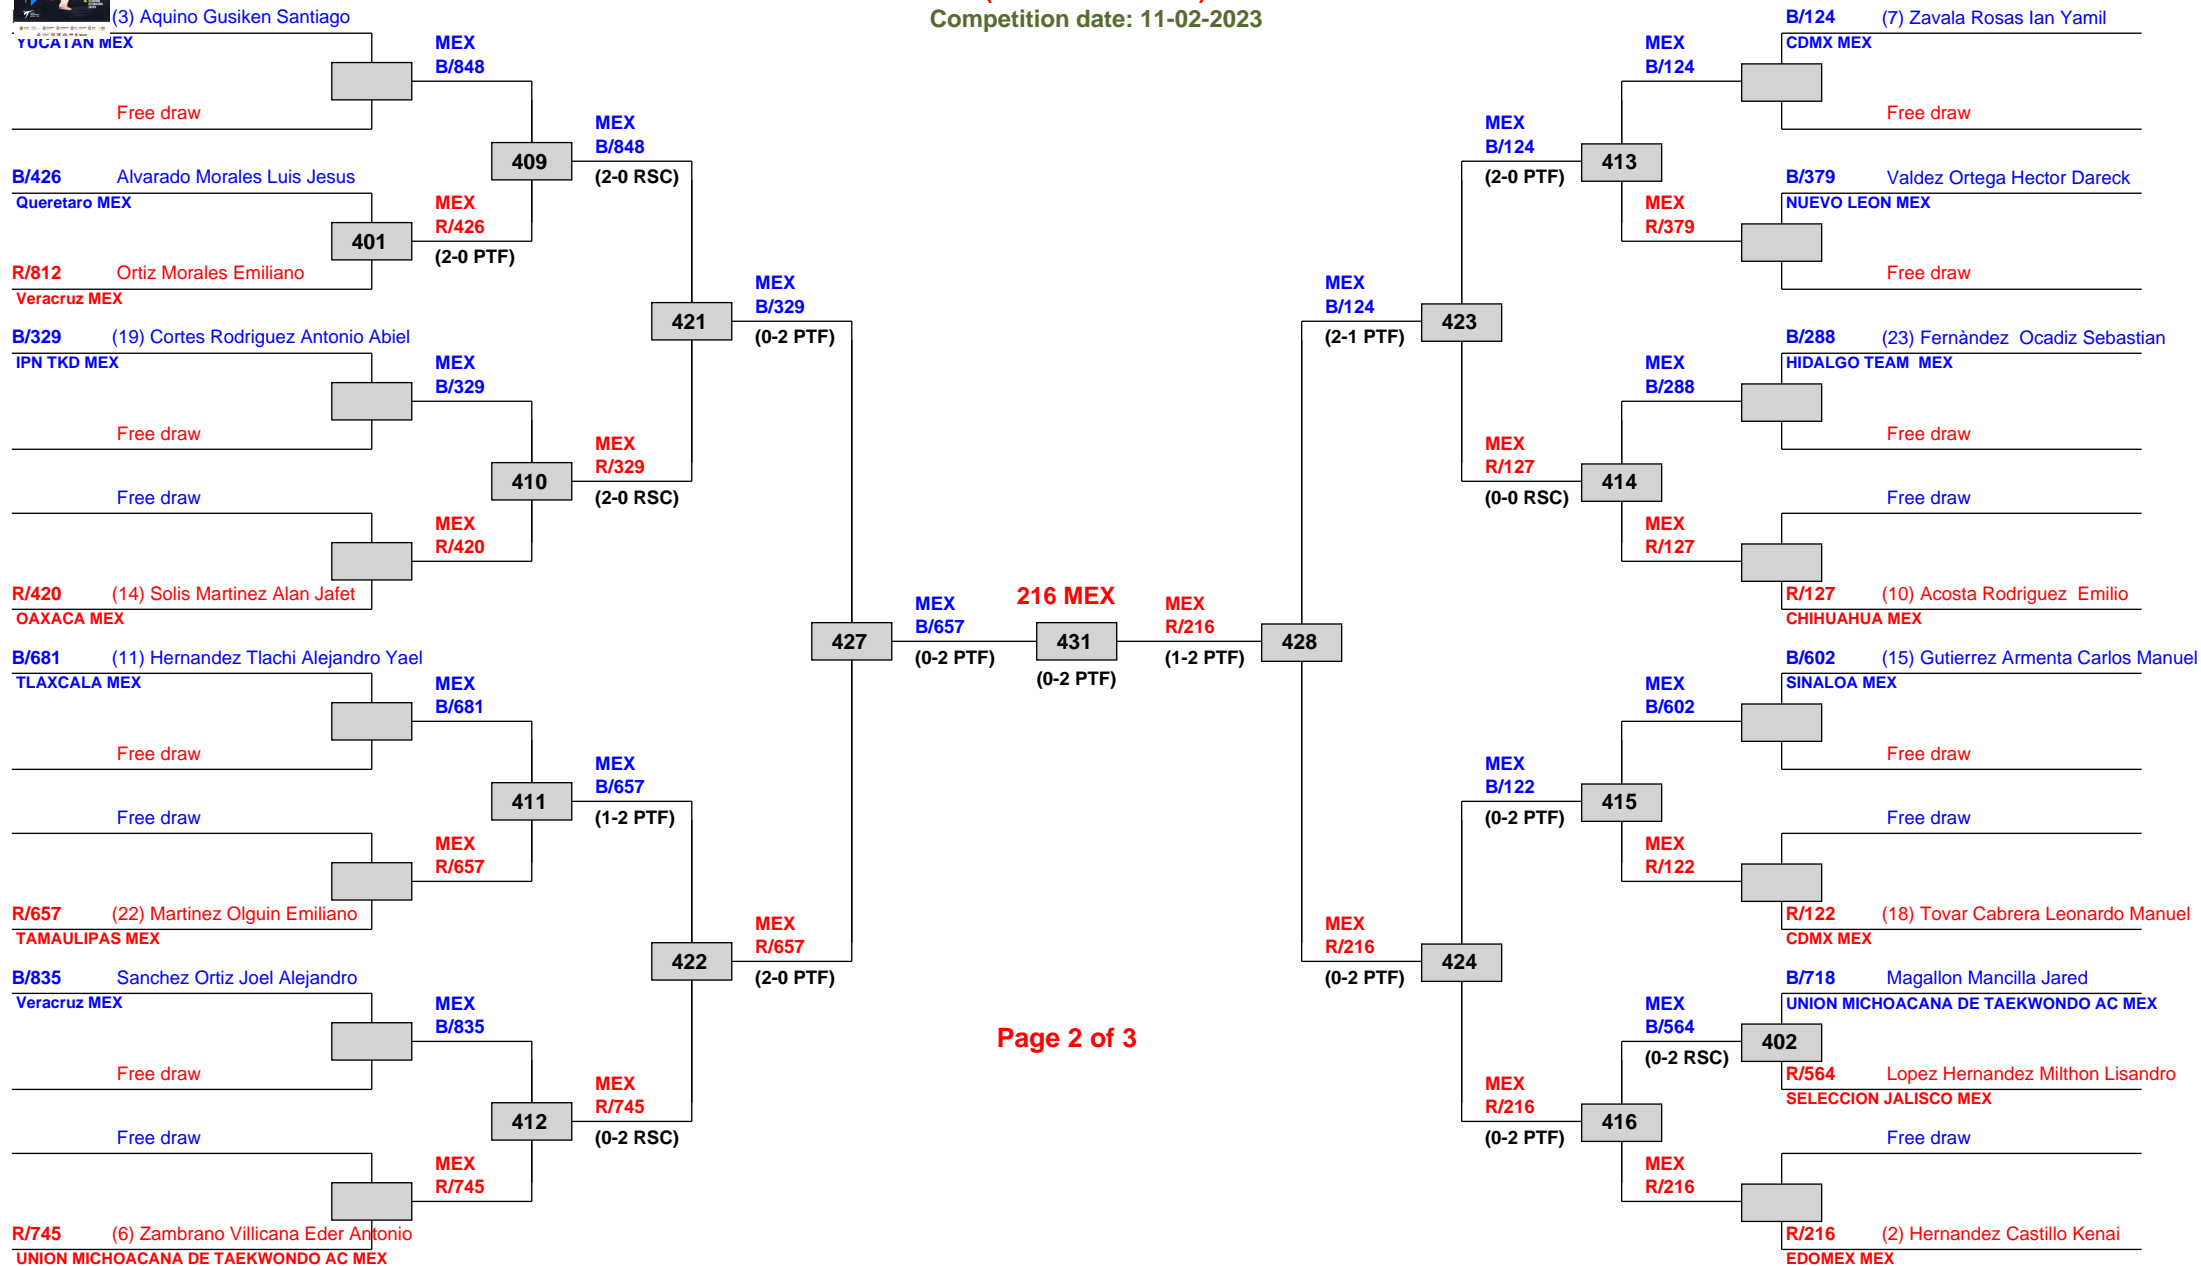 Competition date: 11-02-2023
(3) Aquino Gusiken Santiago
YUCATAN MEX
MEX
B/848
Free draw
MEX
B/848
409
(2-0 RSC)
B/426 Alvarado Morales Luis Jesus
Queretaro MEX
MEX
R/426
401
(2-0 PTF)
R/812 Ortiz Morales Emiliano
Veracruz MEX
MEX
B/329
421
(0-2 PTF)
B/329 (19) Cortes Rodriguez Antonio Abiel
IPN TKD MEX
MEX
B/329
Free draw
MEX
R/329
410
(2-0 RSC)
Free draw
MEX
R/420
R/420 (14) Solis Martinez Alan Jafet
OAXACA MEX
427
MEX
B/657
(0-2 PTF)
216 MEX
431
(0-2 PTF)
MEX
R/216
(1-2 PTF)
428
B/681 (11) Hernandez Tlachi Alejandro Yael
TLAXCALA MEX
MEX
B/681
Free draw
MEX
B/657
411
(1-2 PTF)
Free draw
MEX
R/657
R/657 (22) Martinez Olguin Emiliano
TAMAULIPAS MEX
MEX
R/657
422
(2-0 PTF)
B/835 Sanchez Ortiz Joel Alejandro
Veracruz MEX
MEX
B/835
Free draw
MEX
R/745
412
(0-2 RSC)
Free draw
MEX
R/745
R/745 (6) Zambrano Villicana Eder Antonio
UNION MICHOACANA DE TAEKWONDO AC MEX
Page 2 of 3
B/124 (7) Zavala Rosas Ian Yamil
CDMX MEX
MEX
B/124
Free draw
MEX
B/124
413
(2-0 PTF)
B/379 Valdez Ortega Hector Dareck
NUEVO LEON MEX
MEX
R/379
Free draw
MEX
B/124
423
(2-1 PTF)
B/288 (23) Fernàndez Ocadiz Sebastian
HIDALGO TEAM MEX
MEX
B/288
Free draw
MEX
R/127
414
(0-0 RSC)
Free draw
MEX
R/127
R/127 (10) Acosta Rodriguez Emilio
CHIHUAHUA MEX
B/602 (15) Gutierrez Armenta Carlos Manuel
SINALOA MEX
MEX
B/602
Free draw
MEX
B/122
415
(0-2 PTF)
Free draw
MEX
R/122
R/122 (18) Tovar Cabrera Leonardo Manuel
CDMX MEX
MEX
R/216
424
(0-2 PTF)
B/718 Magallon Mancilla Jared
UNION MICHOACANA DE TAEKWONDO AC MEX
MEX
B/564
402
(0-2 RSC)
R/564 Lopez Hernandez Milthon Lisandro
SELECCION JALISCO MEX
MEX
R/216
416
(0-2 PTF)
Free draw
MEX
R/216
R/216 (2) Hernandez Castillo Kenai
EDOMEX MEX